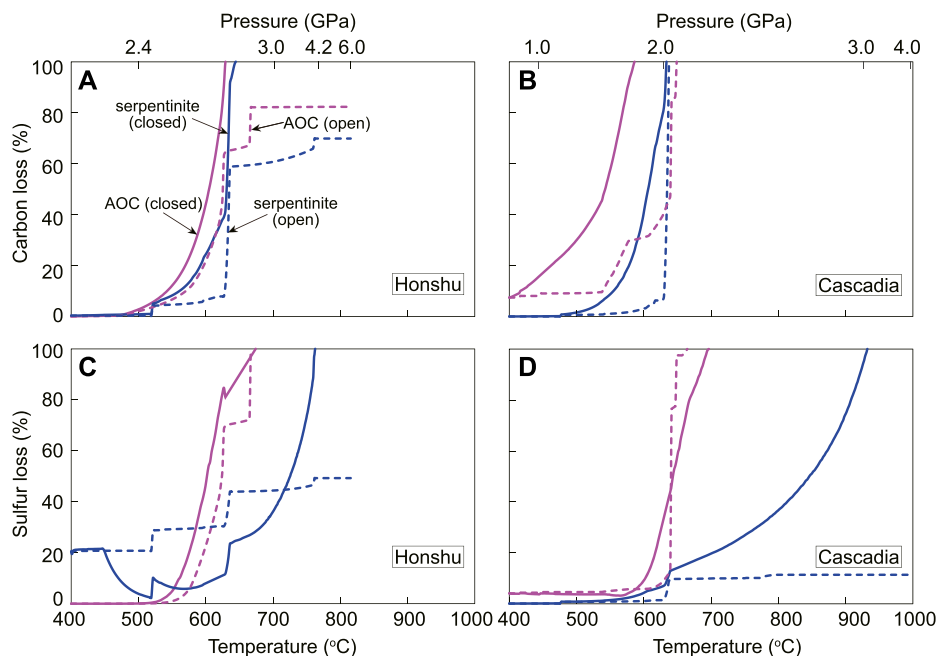 Pressure (GPa)
Pressure (GPa)
2.4 3.0 4.2 6.0
1.0 2.0 3.0 4.0
A
B
100
80
60
40
20
0
Carbon loss (%)
serpentinite
(closed)
AOC (open)
AOC (closed)
serpentinite
(open)
Honshu
Cascadia
C
D
100
80
60
40
20
0
Sulfur loss (%)
Honshu
Cascadia
400 500 600 700 800 900 1000
400 500 600 700 800 900 1000
Temperature (ºC)
Temperature (ºC)